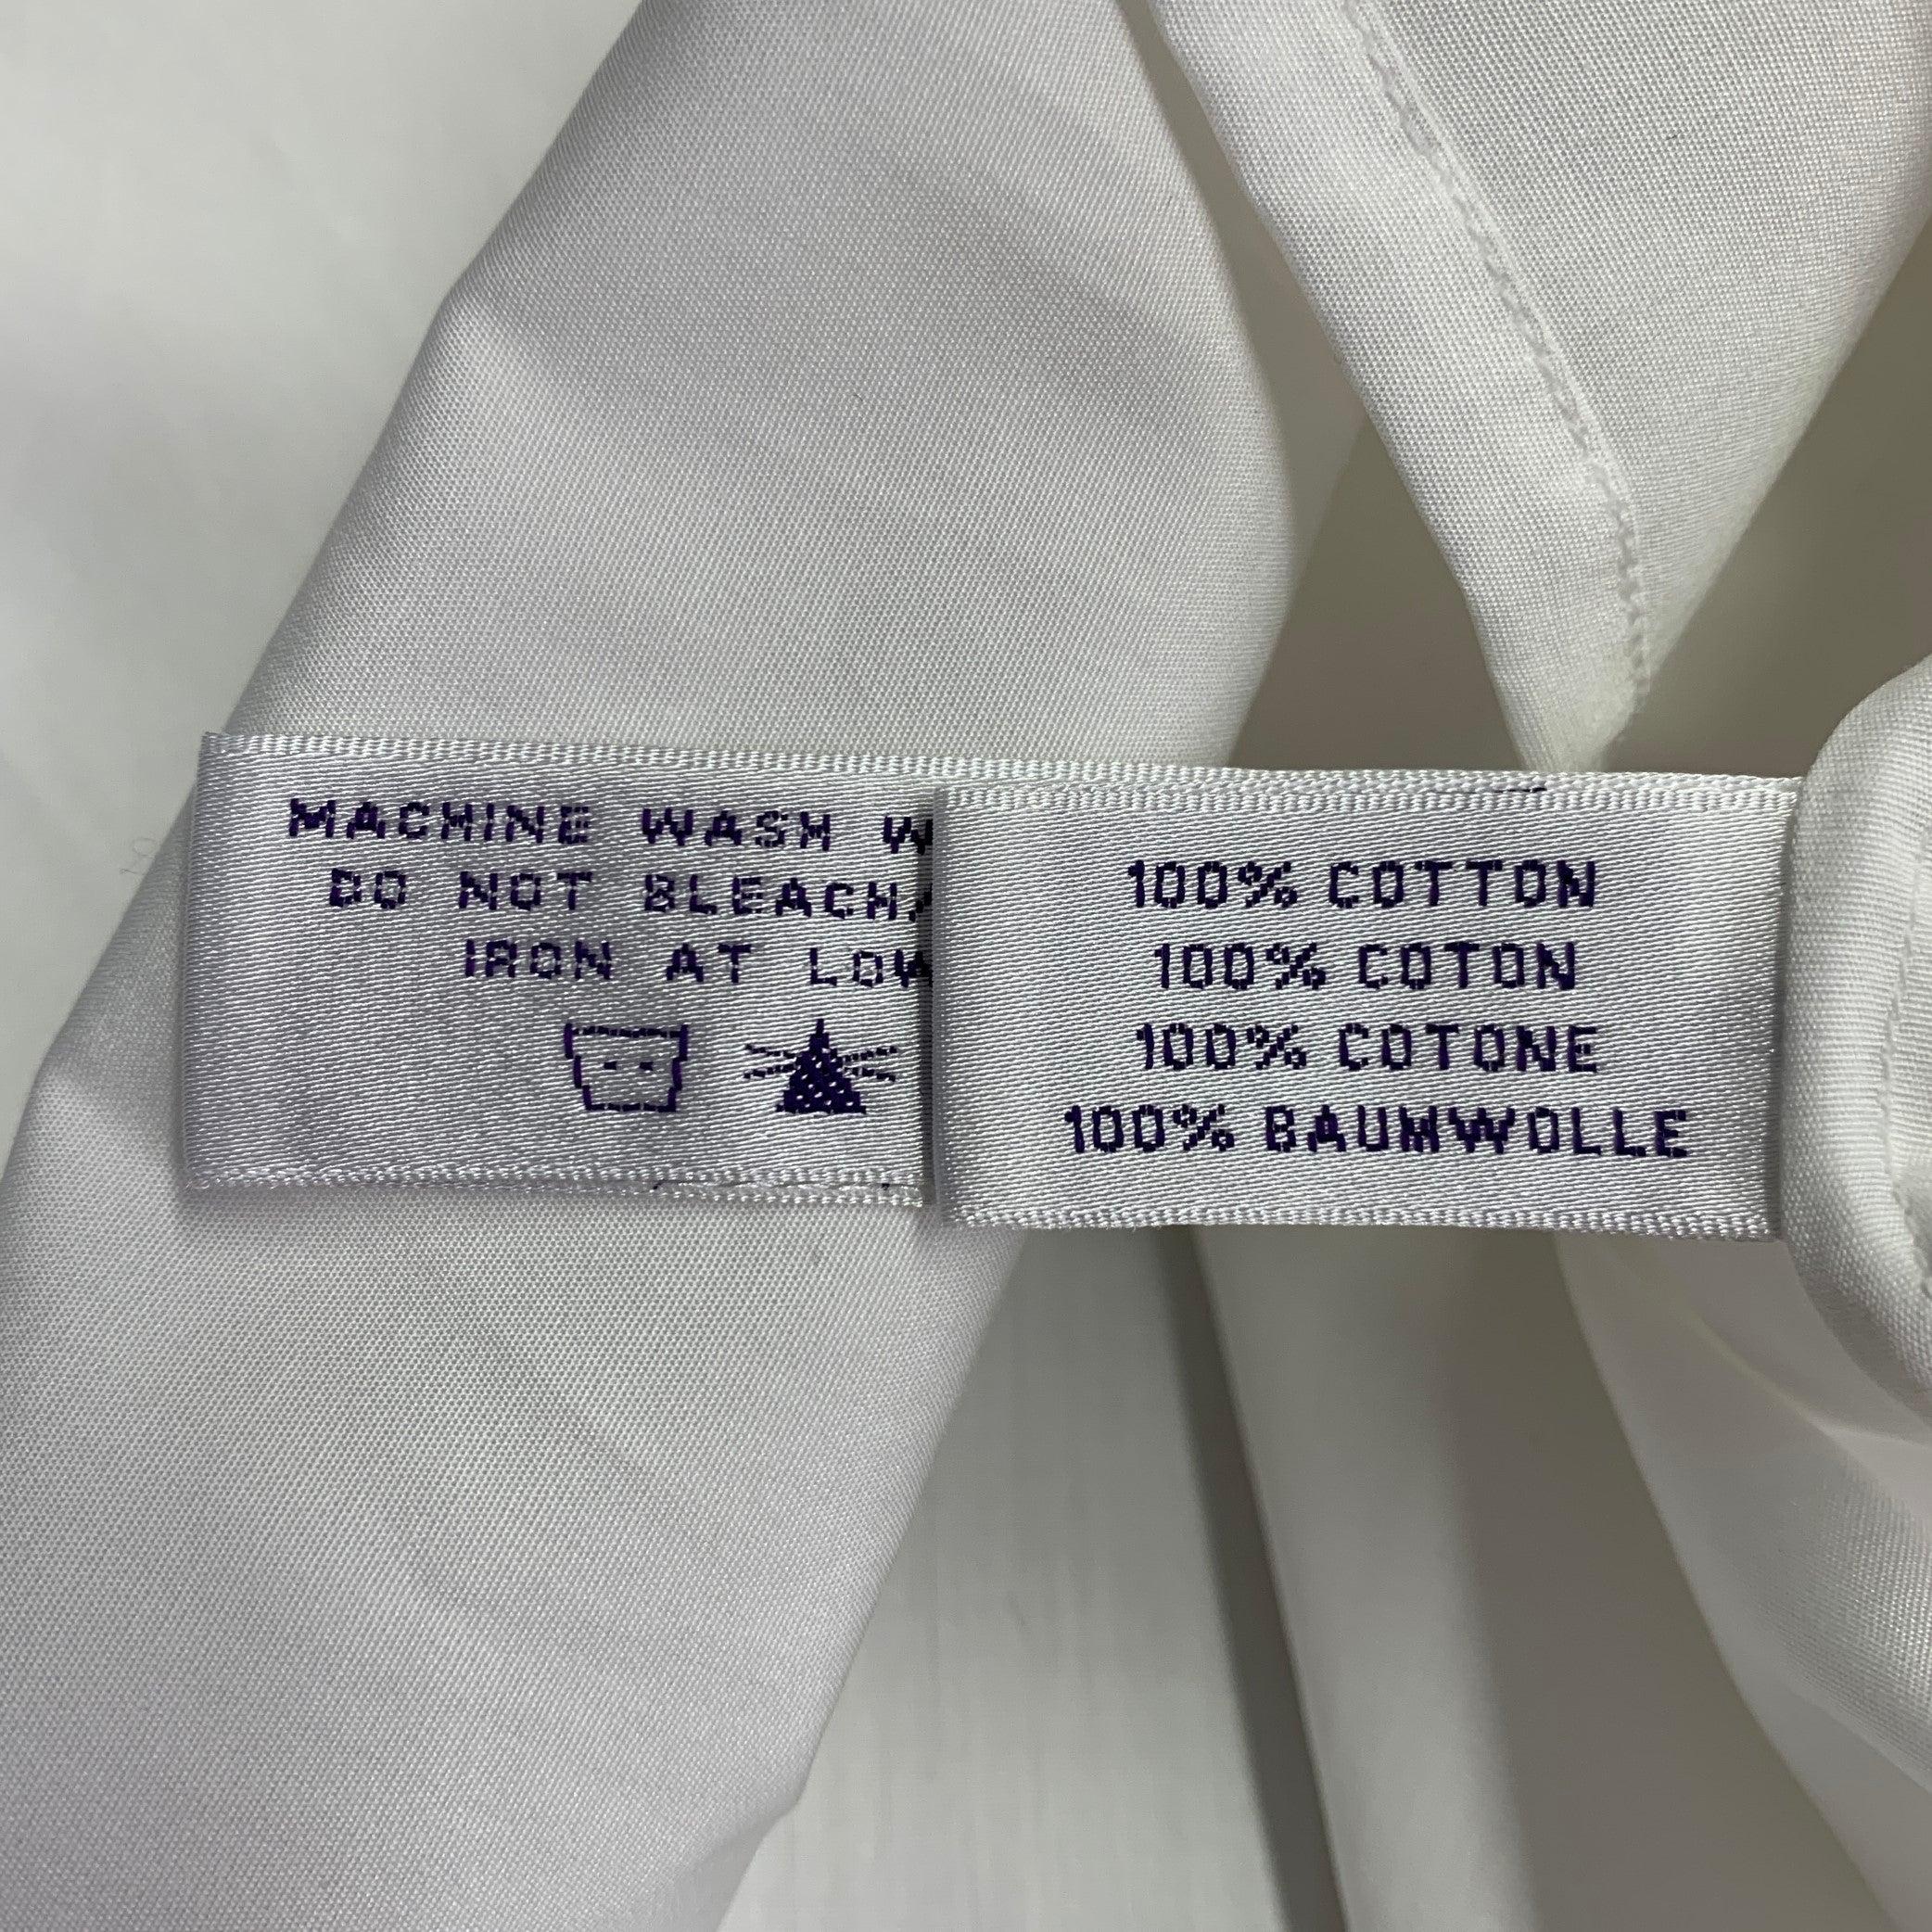 MACHINE WASH W
DO NOT BLEACH,
IRON AT LOW
100% COTTON
100% COTON
100% COTONE
100% BAUMWOLLE